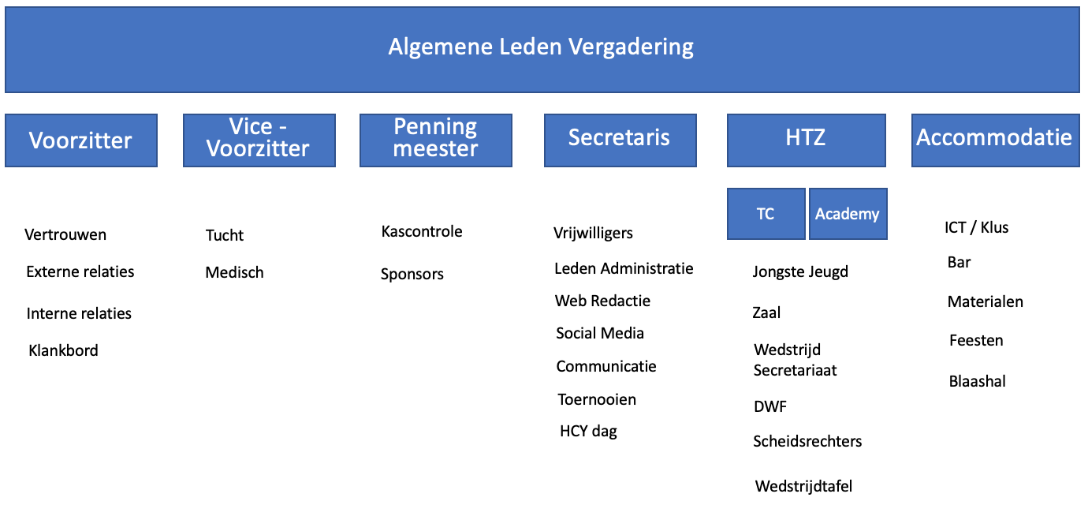 Algemene Leden Vergadering
Voorzitter
Vice -
Voorzitter
Penning
meester
Secretaris
HTZ
Accommodatie
TC
Academy
Vertrouwen
Externe relaties
Interne relaties
Klankbord
Tucht
Medisch
Kascontrole
Sponsors
Vrijwilligers
Leden Administratie
Web Redactie
Social Media
Communicatie
Toernooien
HCY dag
Jongste Jeugd
Zaal
Wedstrijd
Secretariaat
DWF
Scheidsrechters
Wedstrijdtafel
ICT / Klus
Bar
Materialen
Feesten
Blaashal